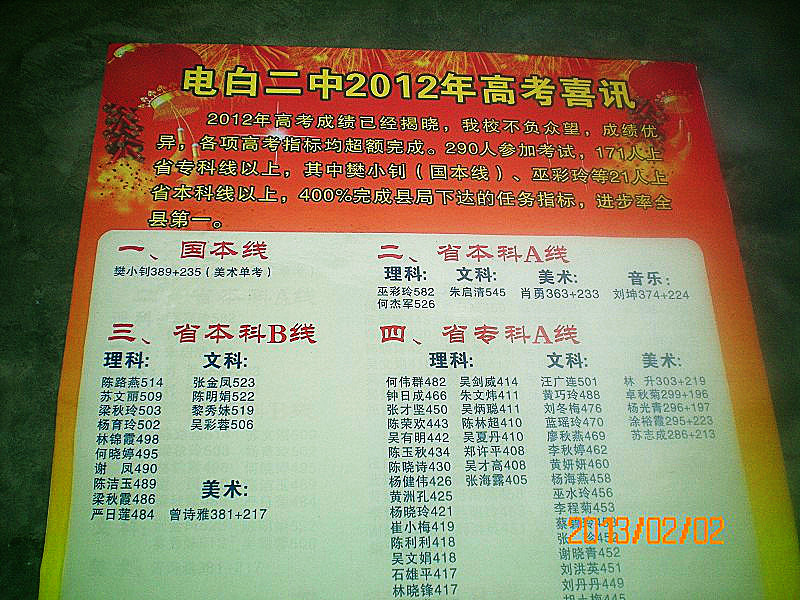 电白二中2012年高考喜讯
2012年高考成绩已经揭晓，我校不负众望，成绩优
异，各项高考指标均超额完成。290人参加考试，171人上
省专科线以上，其中樊小钊（国本线）、巫彩玲等21人上
省本科线以上，400%完成县局下达的任务指标，进步率全
县第一。
一、国本线
樊小钊389+235（美术单考）
二、省本科A线
理科： 文科： 美术： 音乐：
巫彩玲582 朱启清545 肖勇363+233 刘坤374+224
何杰军526
三、省本科B线
理科： 文科：
陈路燕514 张金凤523
苏文丽509 陈明娟522
梁秋玲503 黎秀妹519
杨育玲502 吴彩蓉506
林锦霞498
何晓婷495
谢 凤490
陈洁玉489
梁秋霞486
严日莲484
美术：
曾诗雅381+217
四、省专科A线
理科： 文科： 美术：
何伟群482 吴剑威414 汪广连501 林 升303+219
钟日成466 朱文炜411 黄巧玲488 卓秋菊299+196
张才坚450 吴炳聪411 刘冬梅476 杨光青296+197
陈荣欢443 陈林超410 蓝瑶玲470 涂裕霞295+223
吴有明442 吴夏丹410 廖秋燕469 苏志成286+213
陈玉秋434 郑许平408 李秋婷462
陈晓诗430 吴才高408 黄妍妍460
杨健伟426 张海露405 杨海燕458
黄洲孔425 巫水玲456
杨晓玲421 李程菊453
崔小梅419
陈利利418
吴文娟418 谢晓青452
石雄平417 刘洪英451
林晓锋417 刘丹丹449
2013/02/02